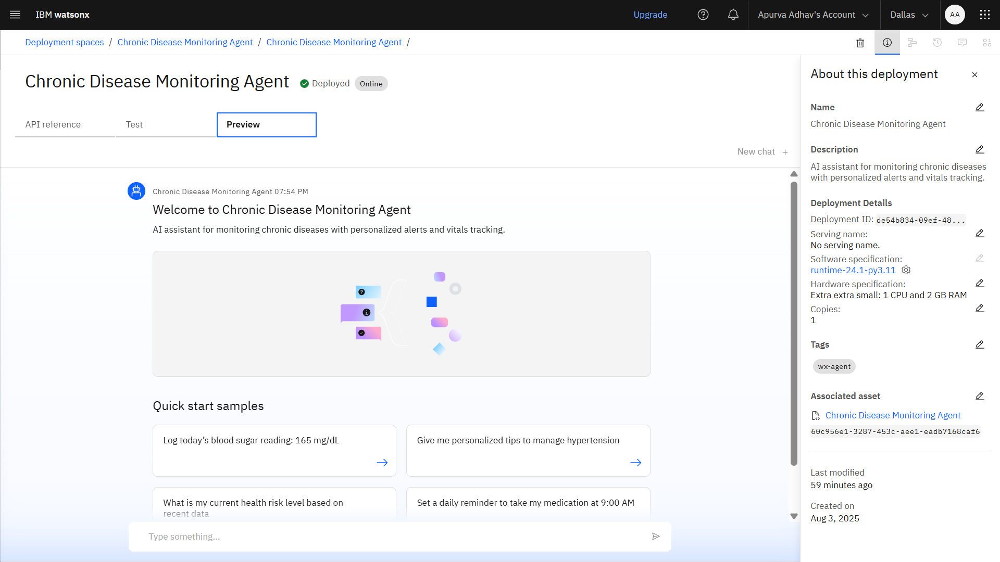 IBM watsonx
Upgrade
Apurva Adhav's Account
Dallas
AA
Deployment spaces / Chronic Disease Monitoring Agent / Chronic Disease Monitoring Agent /
Chronic Disease Monitoring Agent
Deployed
Online
API reference
Test
Preview
New chat +
Chronic Disease Monitoring Agent 07:54 PM
Welcome to Chronic Disease Monitoring Agent
AI assistant for monitoring chronic diseases with personalized alerts and vitals tracking.
Quick start samples
Log today’s blood sugar reading: 165 mg/dL
Give me personalized tips to manage hypertension
What is my current health risk level based on
recent data
Set a daily reminder to take my medication at 9:00 AM
Type something...
About this deployment
Name
Chronic Disease Monitoring Agent
Description
AI assistant for monitoring chronic diseases
with personalized alerts and vitals tracking.
Deployment Details
Deployment ID: de54b834-09ef-48...
Serving name:
No serving name.
Software specification:
runtime-24.1-py3.11
Hardware specification:
Extra extra small: 1 CPU and 2 GB RAM
Copies:
1
Tags
wx-agent
Associated asset
Chronic Disease Monitoring Agent
60c956e1-3287-453c-aee1-eadb7168caf6
Last modified
59 minutes ago
Created on
Aug 3, 2025